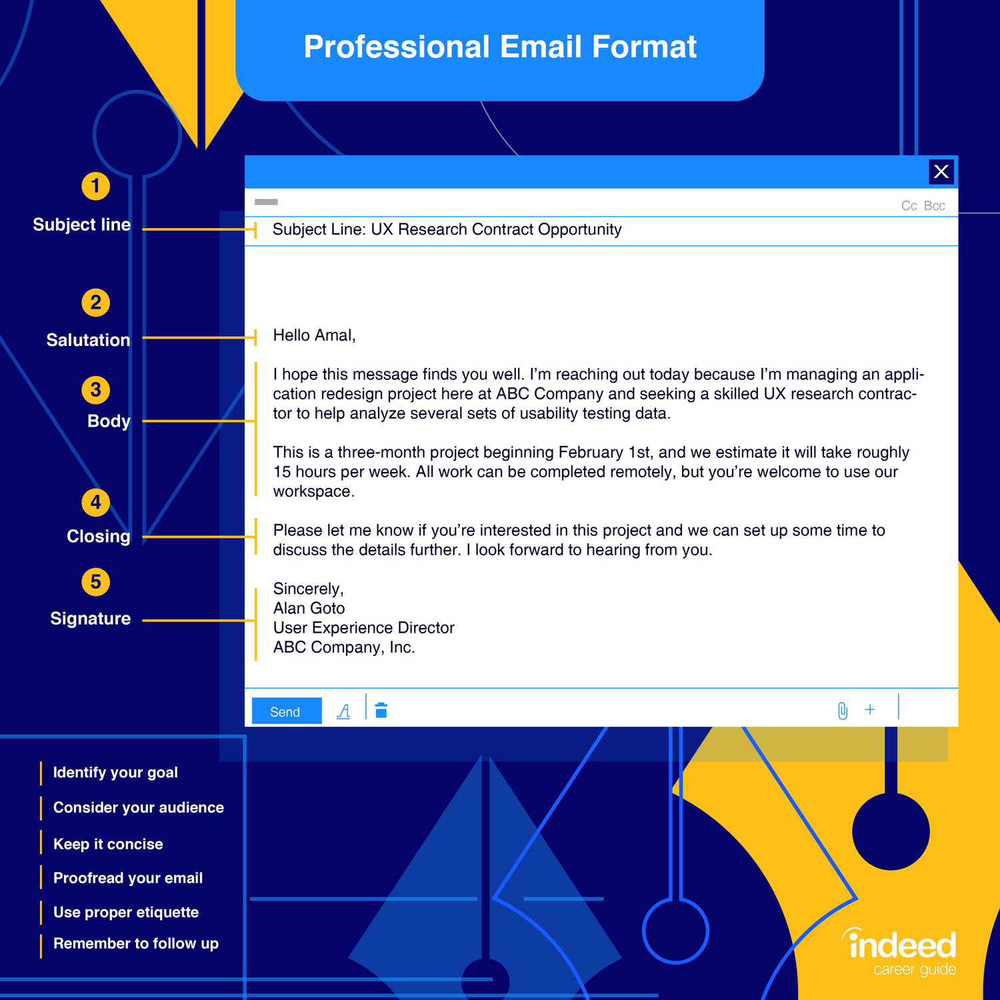 Professional Email Format
Cc Bcc
1
Subject line
Subject Line: UX Research Contract Opportunity
2
Salutation
Hello Amal,
3
Body
I hope this message finds you well. I’m reaching out today because I’m managing an appli-
cation redesign project here at ABC Company and seeking a skilled UX research contrac-
tor to help analyze several sets of usability testing data.
This is a three-month project beginning February 1st, and we estimate it will take roughly
15 hours per week. All work can be completed remotely, but you’re welcome to use our
workspace.
4
Closing
Please let me know if you’re interested in this project and we can set up some time to
discuss the details further. I look forward to hearing from you.
5
Signature
Sincerely,
Alan Goto
User Experience Director
ABC Company, Inc.
Send
A
Identify your goal
Consider your audience
Keep it concise
Proofread your email
Use proper etiquette
Remember to follow up
indeed
career guide